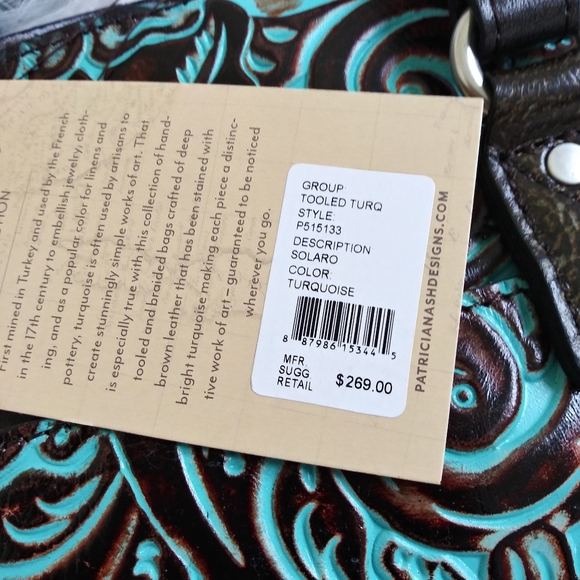 TION
First mined in Turkey and used by the French
in the 17th century to embellish jewelry, cloth-
ing, and as a popular color for linens and
pottery, turquoise is often used by artisans to
create stunningly simple works of art. That
is especially true with this collection of hand-
tooled and braided bags crafted of deep
brown leather that has been stained with
bright turquoise making each piece a distinc-
tive work of art — guaranteed to be noticed
wherever you go.
GROUP
TOOLED TURQ
STYLE:
P515133
DESCRIPTION
SOLARO
COLOR:
TURQUOISE
8 87986 15344 5
MFR
SUGG
RETAIL $269.00
PATRICIANASHDESIGNS.COM